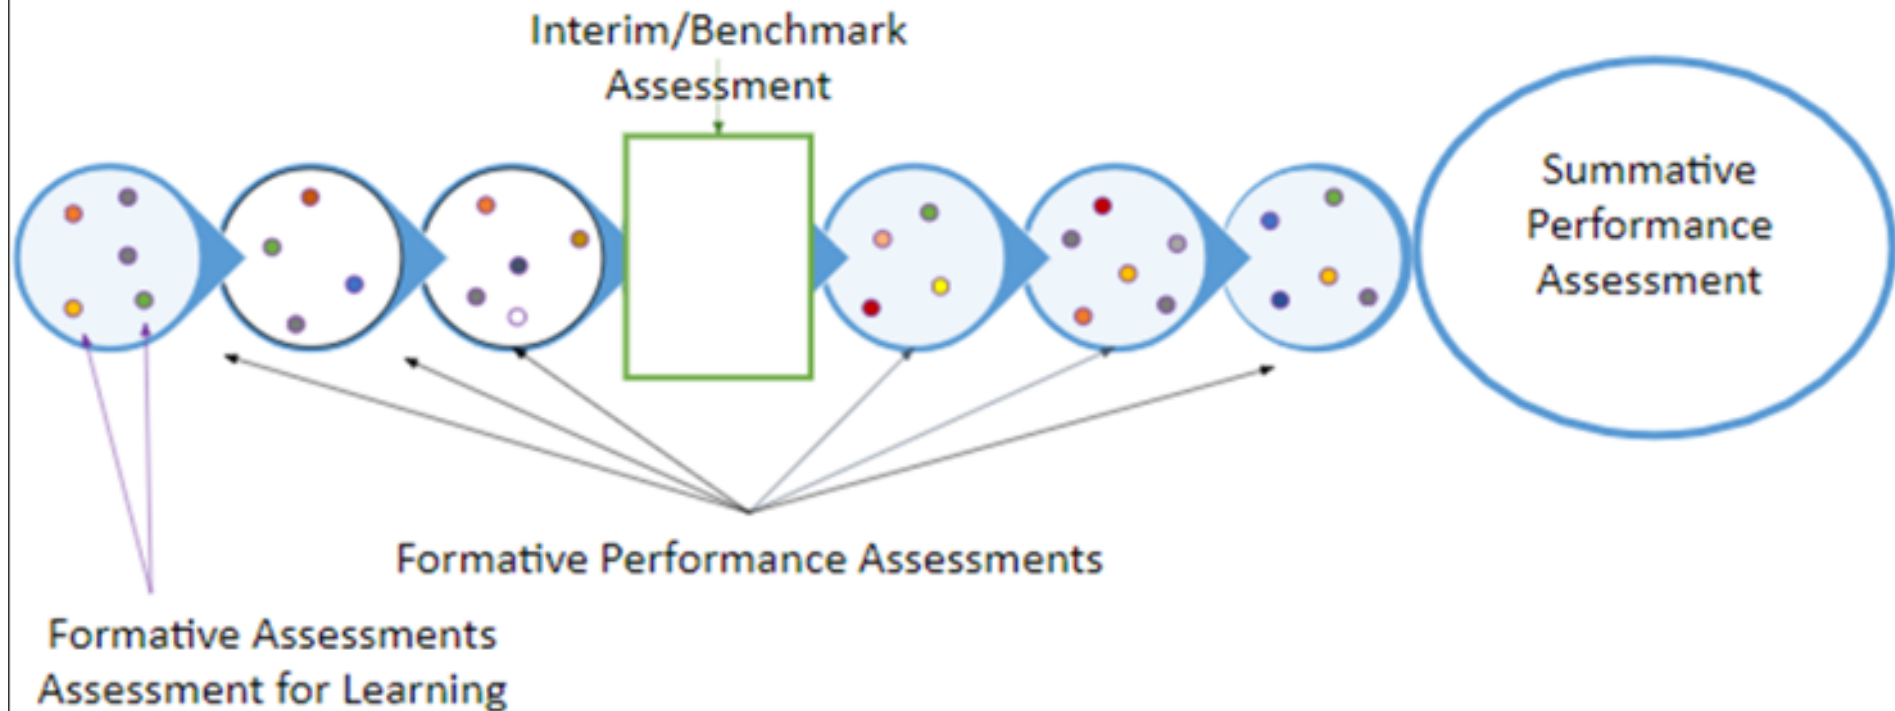 Interim/Benchmark
Assessment
Summative
Performance
Assessment
Formative Performance Assessments
Formative Assessments
Assessment for Learning